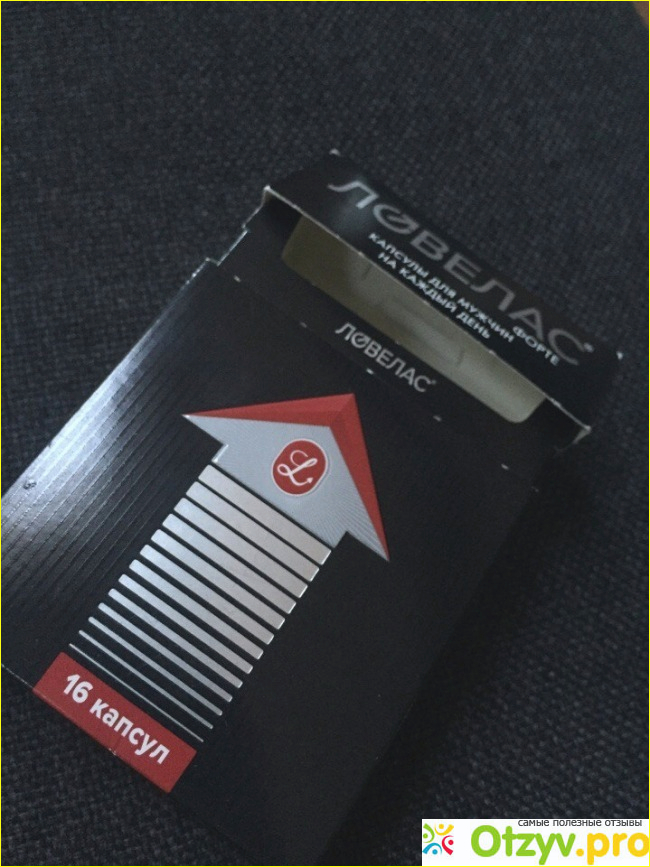 ЛОВЕЛАС®
КАПСУЛЫ ДЛЯ МУЖЧИН ФОРТЕ
НА КАЖДЫЙ ДЕНЬ
ЛОВЕЛАС®
L
16 капсул
самые полезные отзывы
Otzyv.pro